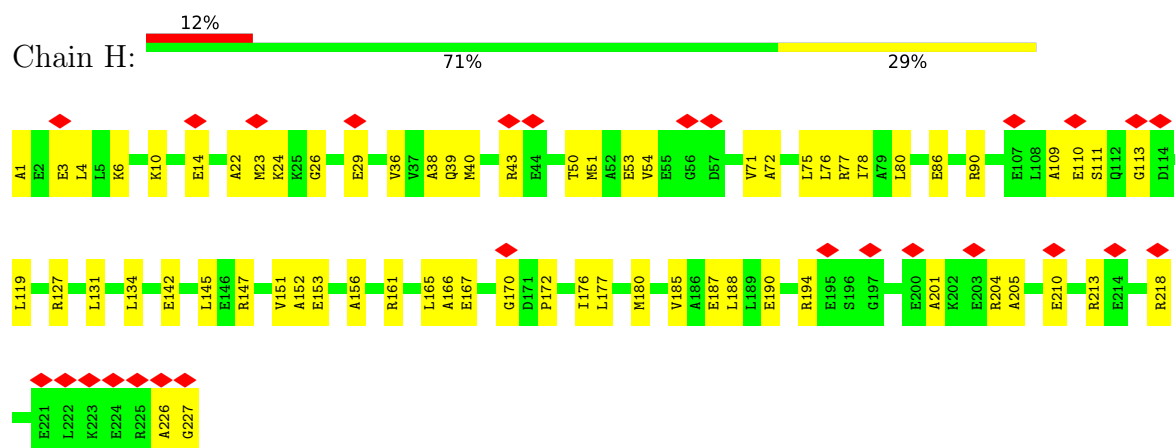 12%
Chain H:
71% 29%
A1 E2 E3 L4 L5 K6 K10 E14 A22 M23 K24 K25 G26 E29 V36 V37 A38 Q39 M40 R43 E44 T50 M51 A52 E53 V54 E55 G56 D57 V71 A72 L75 L76 R77 I78 A79 L80 E86 R90 E107 L108 A109 E110 S111 Q112 G113 D114
L119 R127 L131 L134 E142 L145 E146 R147 V151 A152 E153 A156 R161 L165 A166 E167 G170 D171 P172 I176 L177 M180 V185 A186 E187 L188 L189 E190 R194 E195 S196 G197 E200 A201 K202 E203 R204 A205 E210 R213 E214 R218
E221 L222 K223 E224 R225 A226 G227